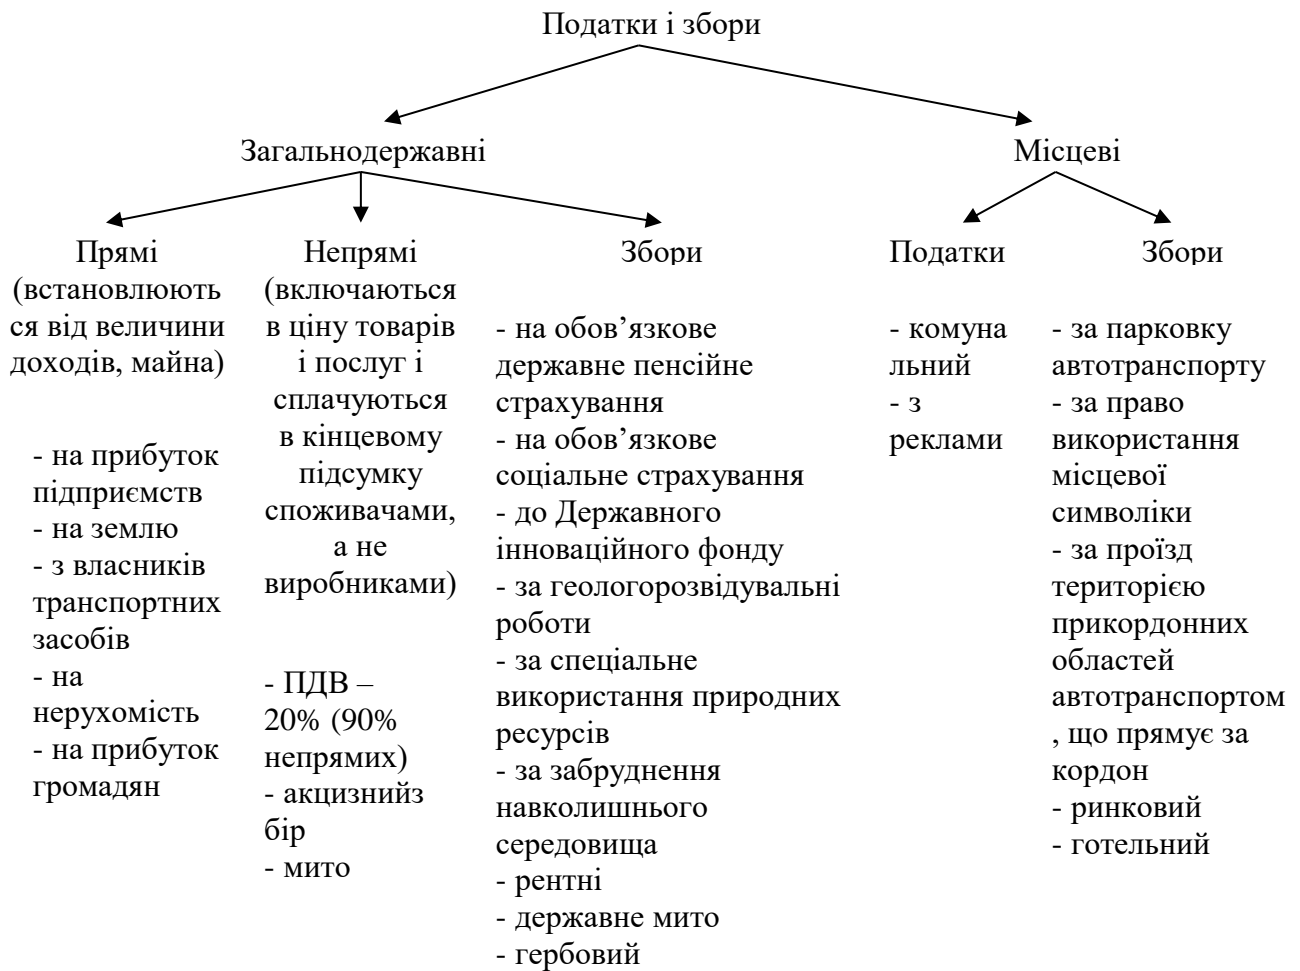 Податки і збори
Загальнодержавні
Місцеві
Прямі
(встановлюють
ся від величини
доходів, майна)
- на прибуток
підприємств
- на землю
- з власників
транспортних
засобів
- на
нерухомість
- на прибуток
громадян
Непрямі
(включаються
в ціну товарів
і послуг і
сплачуються
в кінцевому
підсумку
споживачами,
а не
виробниками)
- ПДВ –
20% (90%
непрямих)
- акцизнийз
бір
- мито
Збори
- на обов’язкове
державне пенсійне
страхування
- на обов’язкове
соціальне страхування
- до Державного
інноваційного фонду
- за геологорозвідувальні
роботи
- за спеціальне
використання природних
ресурсів
- за забруднення
навколишнього
середовища
- рентні
- державне мито
- гербовий
Податки
- комуна
льний
- з
реклами
Збори
- за парковку
автотранспорту
- за право
використання
місцевої
символіки
- за проїзд
територією
прикордонних
областей
автотранспортом
, що прямує за
кордон
- ринковий
- готельний